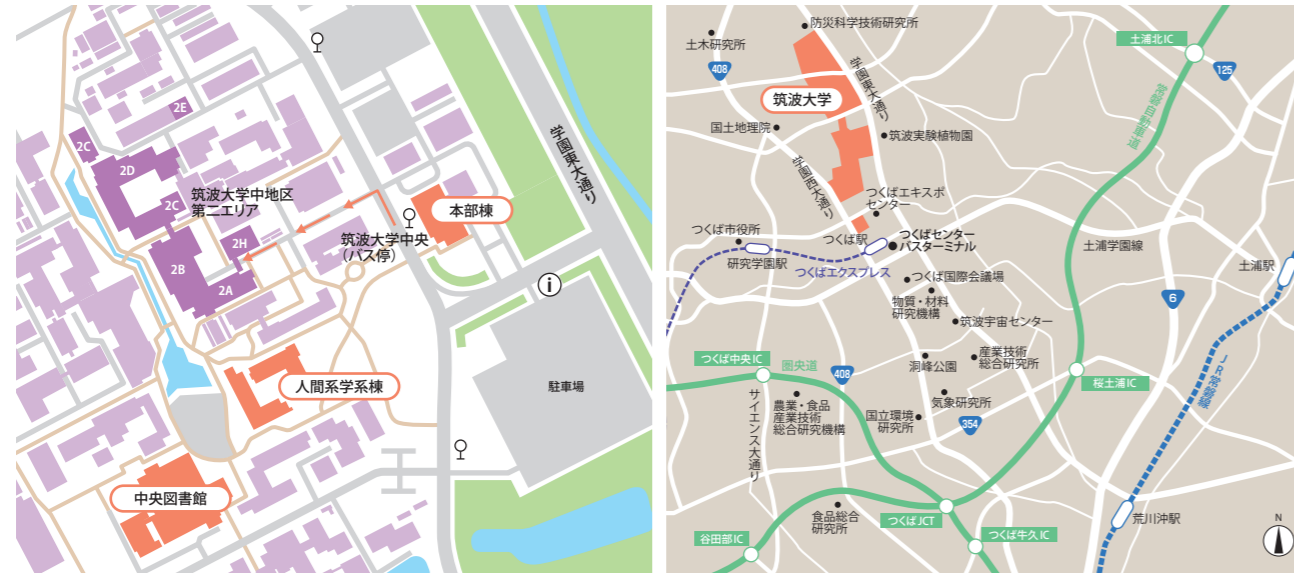 2E
2C
2D
2C
筑波大学中地区
第二エリア
2H
2B
2A
筑波大学中央
(バス停)
本部棟
学園東大通り
i
人間系学系棟
駐車場
中央図書館
防災科学技術研究所
土木研究所
408
学園東大通り
筑波大学
国土地理院
筑波実験植物園
学園西大通り
つくばエキスポ
センター
つくば市役所
つくば駅
つくばセンター
バスターミナル
研究学園駅
つくばエクスプレス
つくば国際会議場
物質・材料
研究機構
筑波宇宙センター
産業技術
総合研究所
洞峰公園
気象研究所
国立環境
研究所
354
つくば中央IC
圏央道
408
農業・食品
産業技術
総合研究機構
サイエンス大通り
食品総合
研究所
つくばJCT
谷田部IC
つくば牛久IC
土浦北IC
125
常磐自動車道
土浦学園線
土浦駅
6
JR常磐線
桜土浦IC
荒川沖駅
N